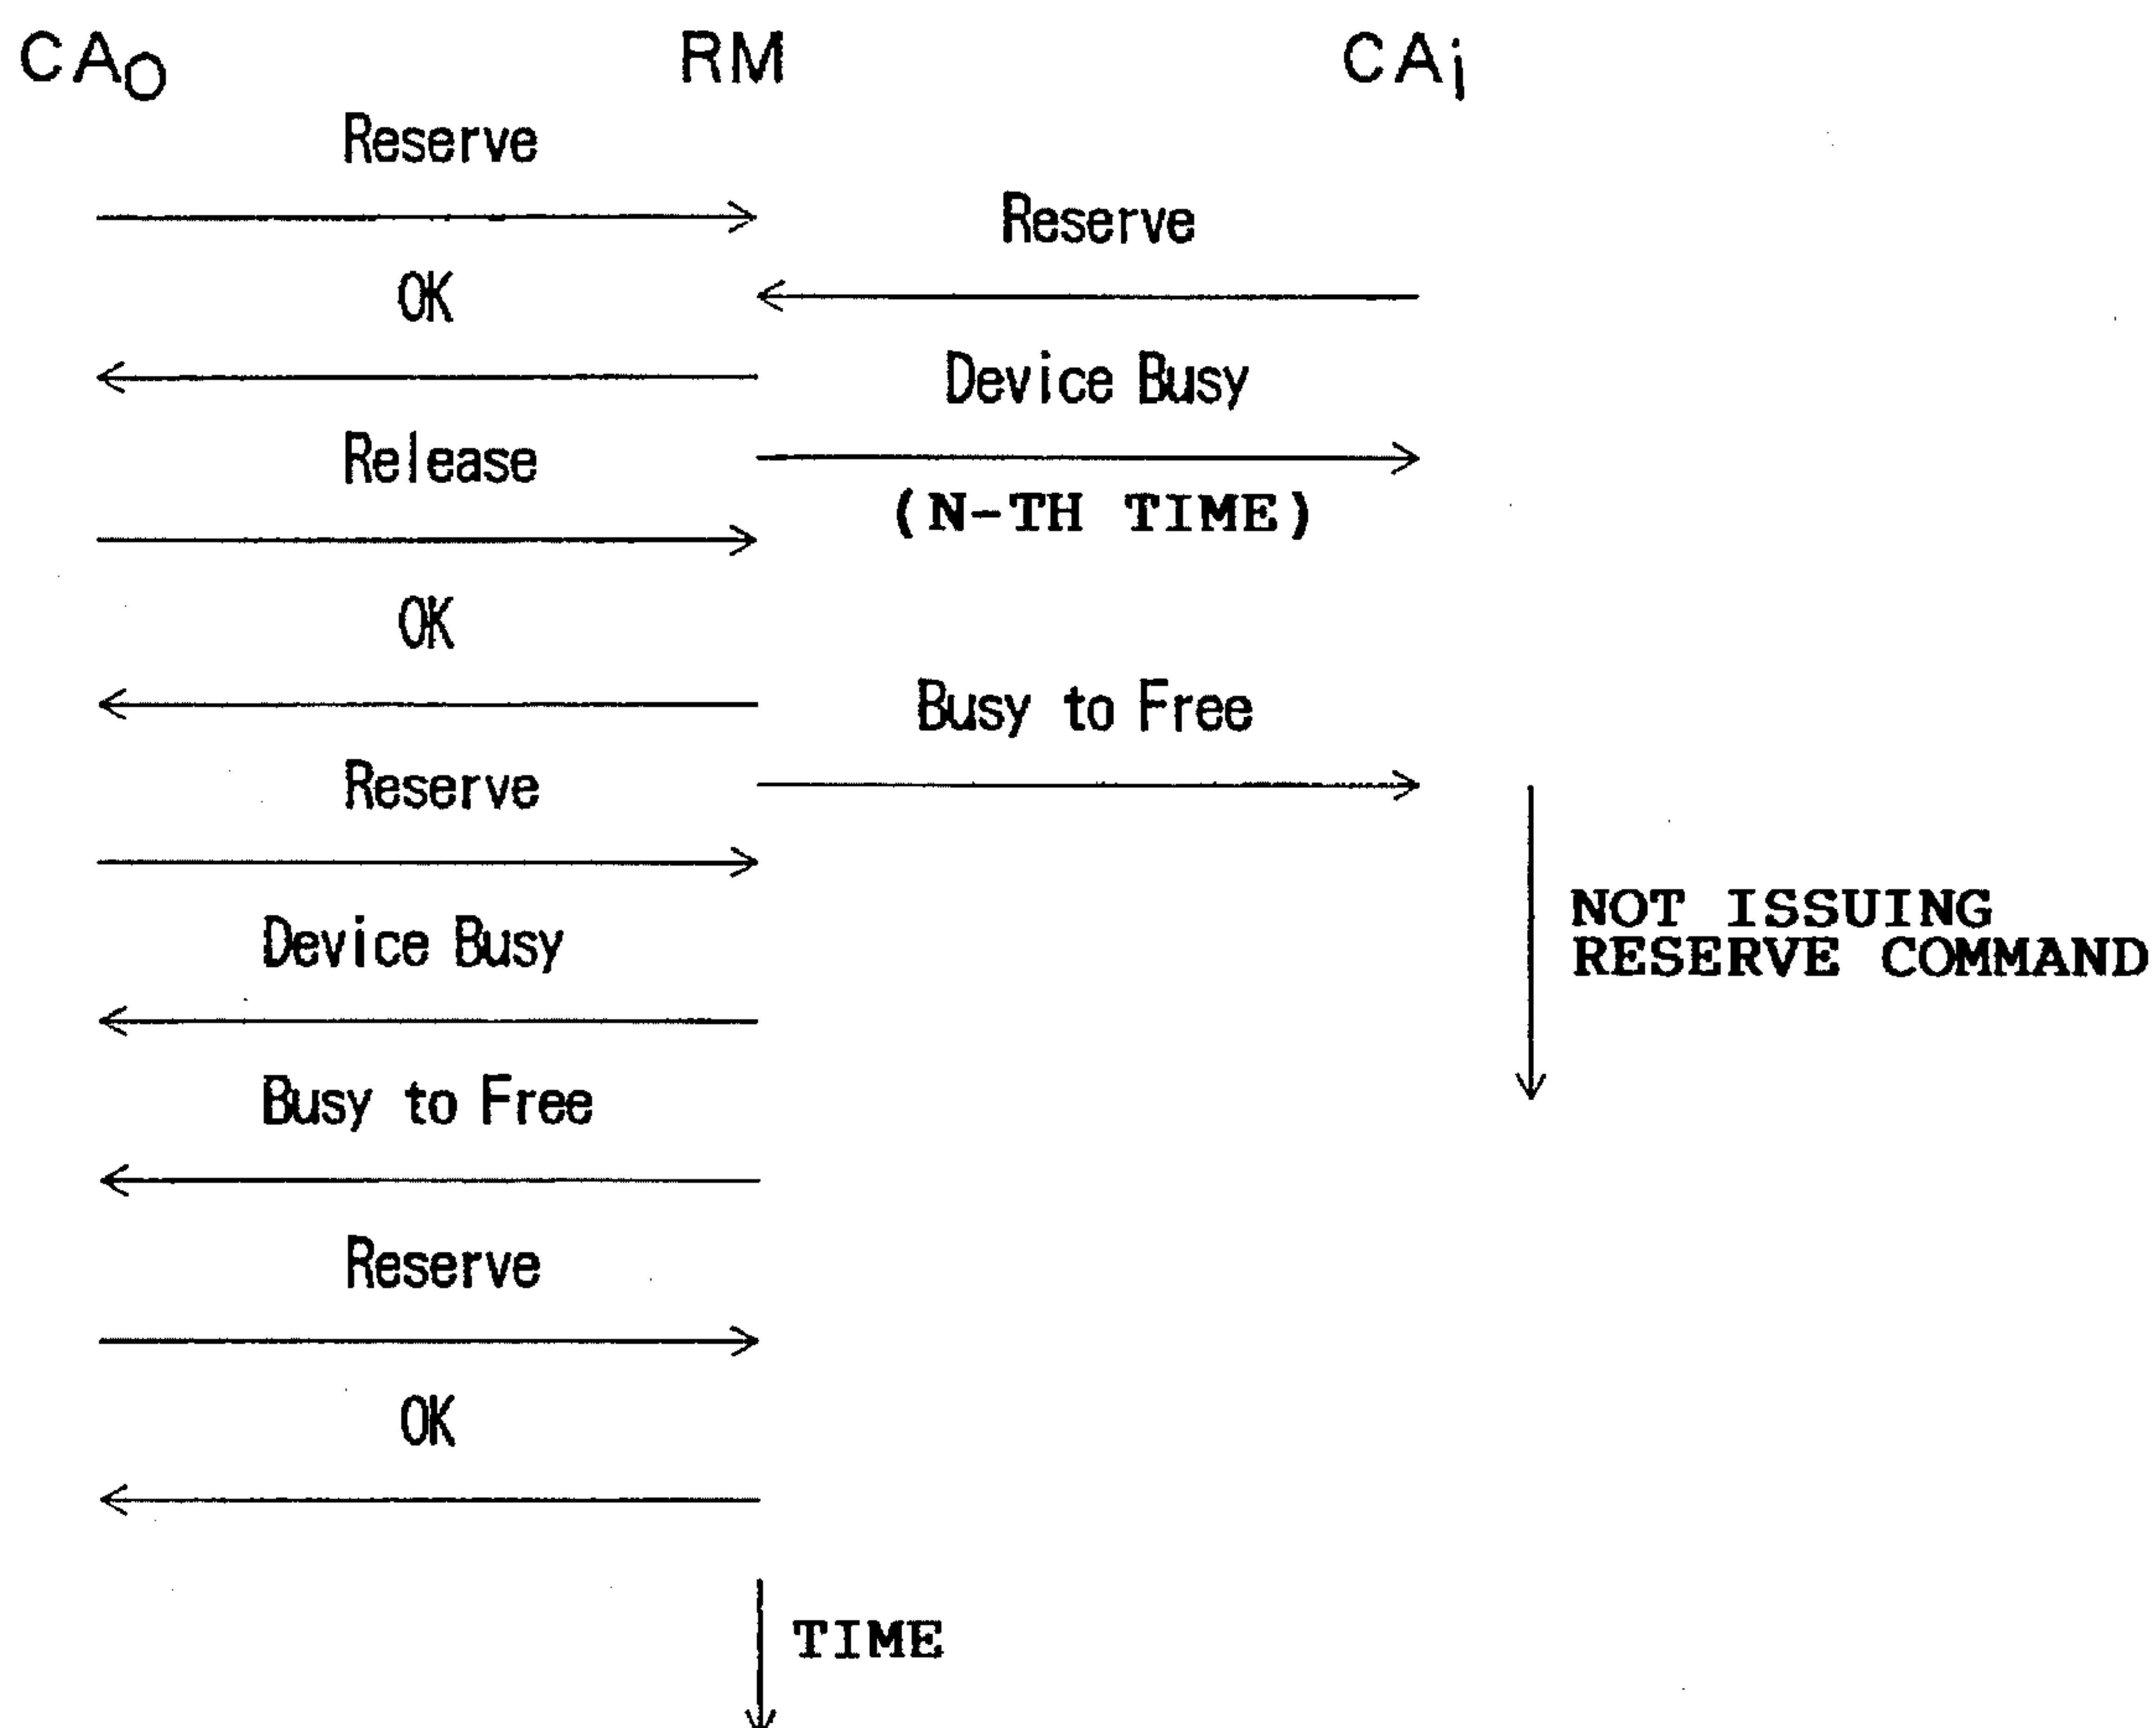 CA0 RM CAi
Reserve
Reserve
OK
Device Busy
Release
(N-TH TIME)
OK
Busy to Free
Reserve
NOT ISSUING
RESERVE COMMAND
Device Busy
Busy to Free
Reserve
OK
TIME